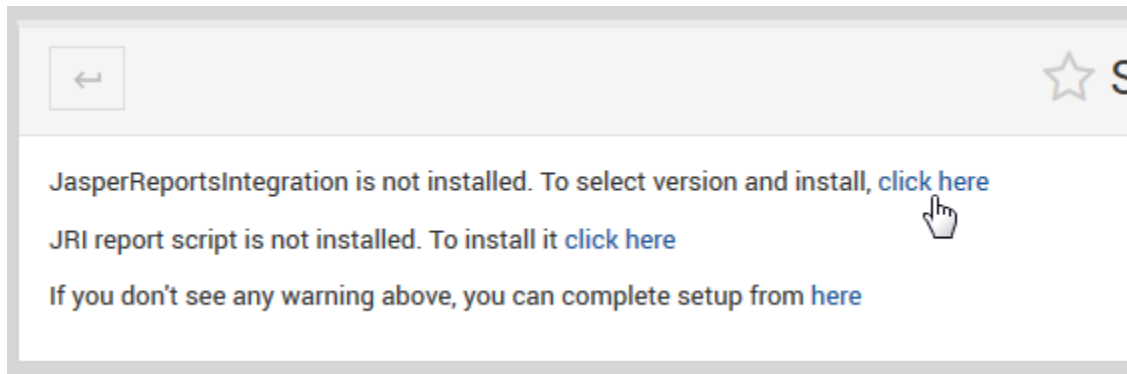 S
JasperReportsIntegration is not installed. To select version and install, click here
JRI report script is not installed. To install it click here
If you don't see any warning above, you can complete setup from here